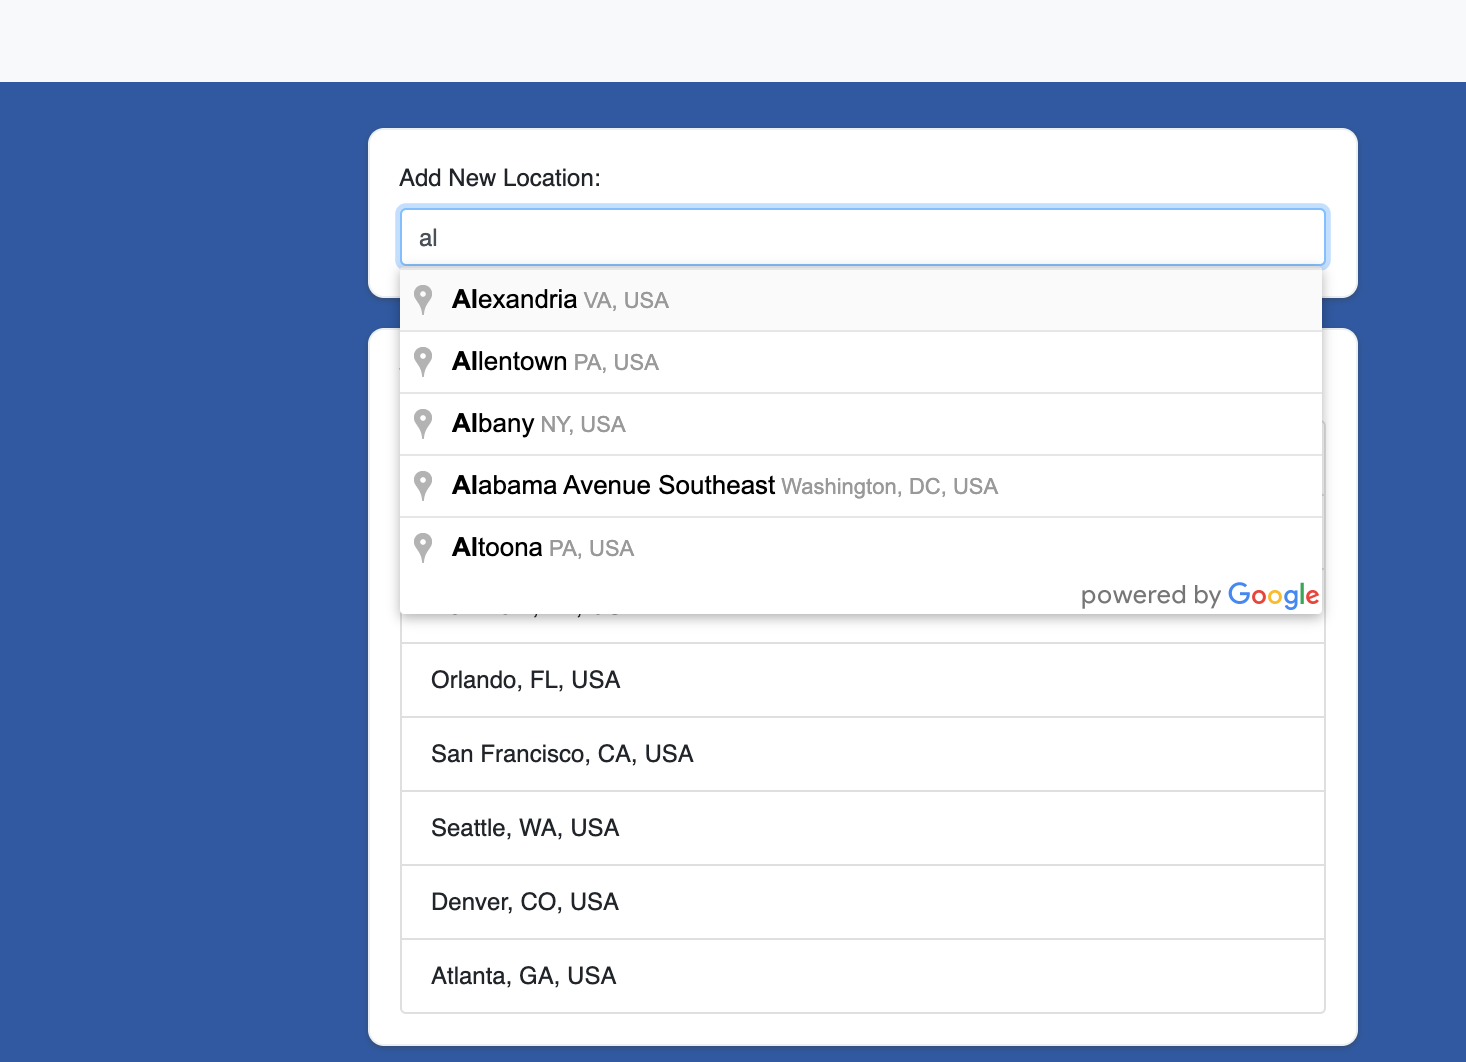 Add New Location:
al
Alexandria VA, USA
Allentown PA, USA
Albany NY, USA
Alabama Avenue Southeast Washington, DC, USA
Altoona PA, USA
powered by Google
Orlando, FL, USA
San Francisco, CA, USA
Seattle, WA, USA
Denver, CO, USA
Atlanta, GA, USA